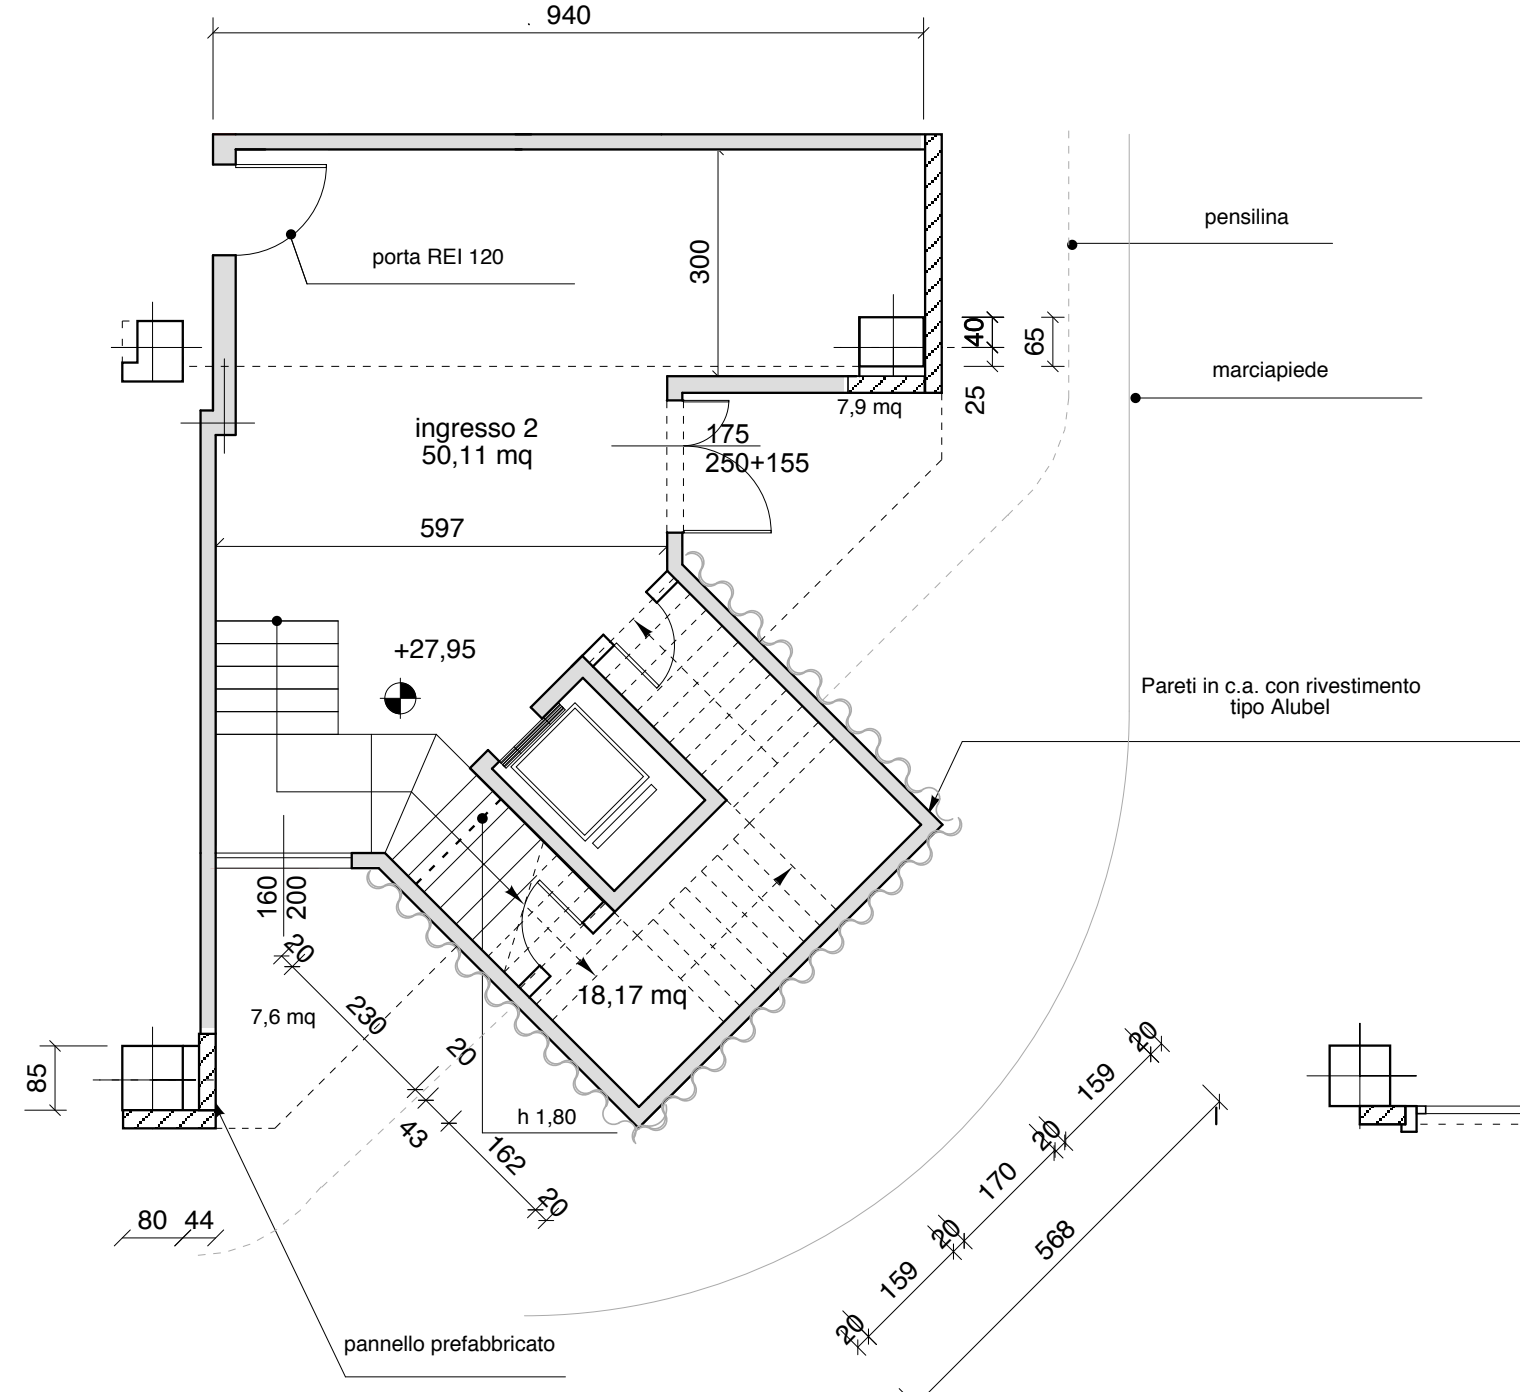 940
pensilina
porta REI 120
300
40
65
marciapiede
25
7,9 mq
ingresso 2
50,11 mq
175
250+155
597
+27,95
Pareti in c.a. con rivestimento
tipo Alubel
160
200
20
18,17 mq
7,6 mq
230
20
85
43
h 1,80
162
20
20
159
20
170
20
159
20
568
80
44
pannello prefabbricato